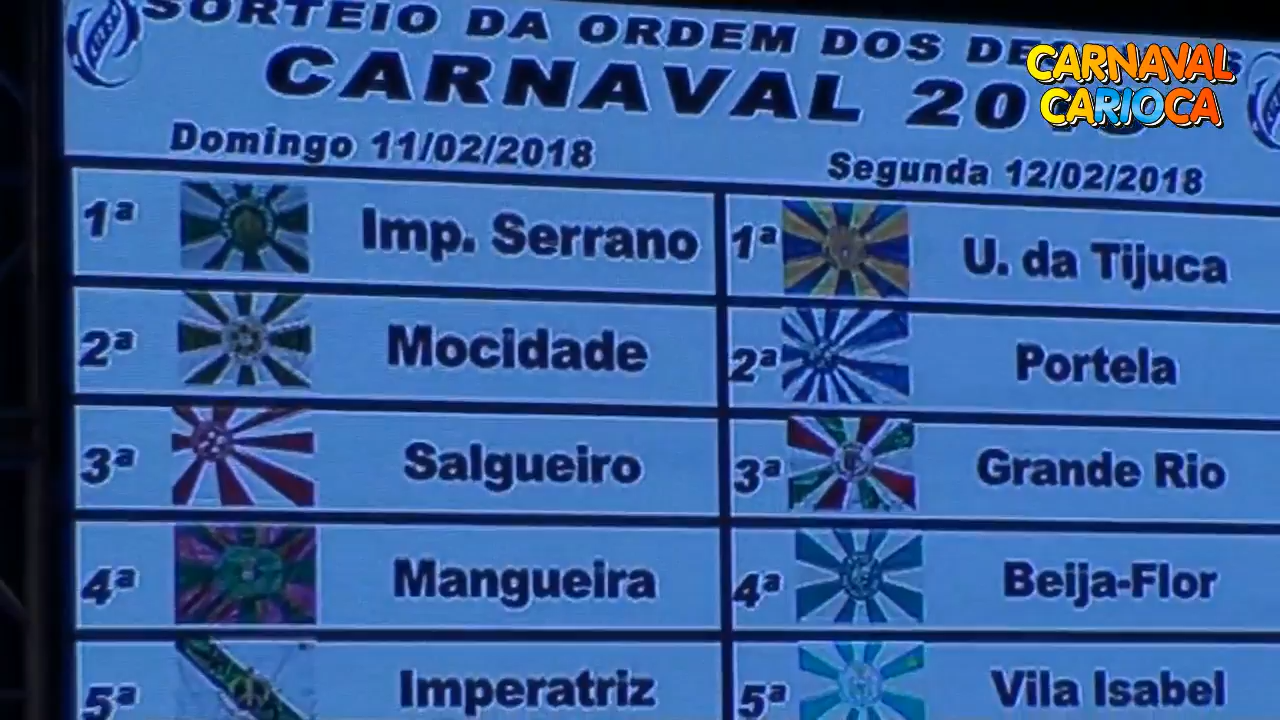 SORTEIO DA ORDEM DOS
CARNAVAL
CARNAVAL
CARIOCA
Domingo 11/02/2018
Segunda 12/02/2018
1ª Imp. Serrano
1ª U. da Tijuca
2ª Mocidade
2ª Portela
3ª Salgueiro
3ª Grande Rio
4ª Mangueira
4ª Beija-Flor
5ª Imperatriz
5ª Vila Isabel